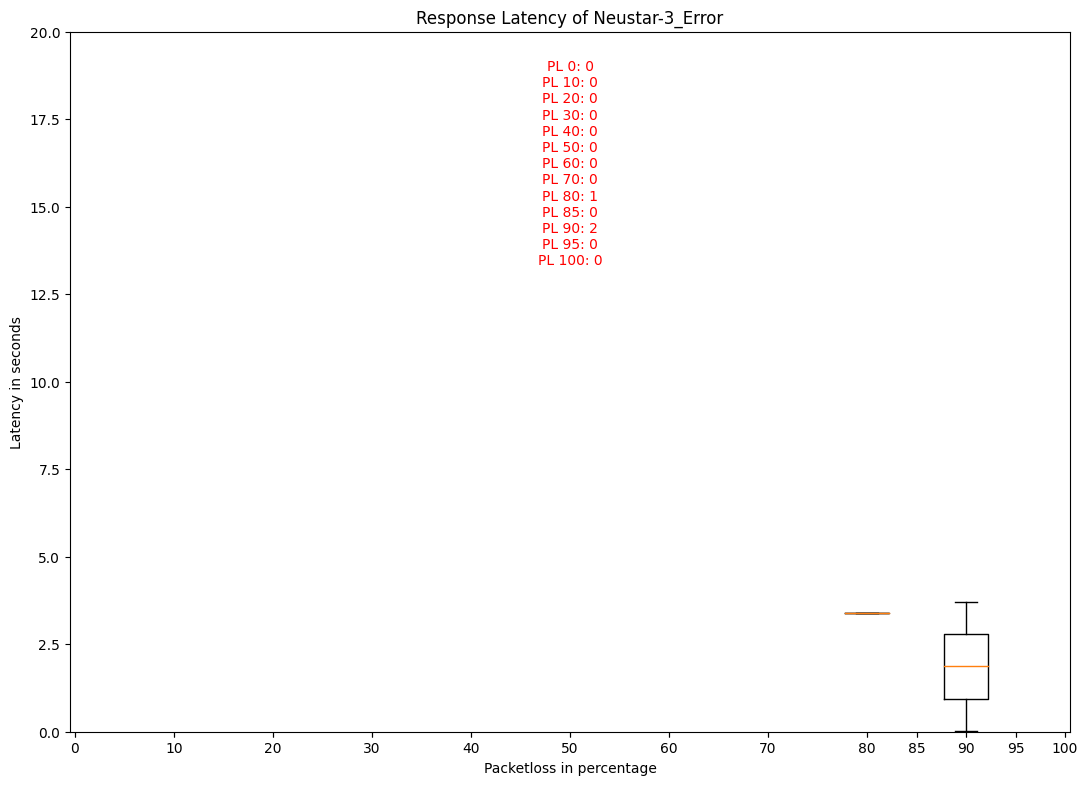 Response Latency of Neustar-3_Error
20.0
17.5
15.0
12.5
10.0
7.5
5.0
2.5
0.0
Latency in seconds
PL 0: 0
PL 10: 0
PL 20: 0
PL 30: 0
PL 40: 0
PL 50: 0
PL 60: 0
PL 70: 0
PL 80: 1
PL 85: 0
PL 90: 2
PL 95: 0
PL 100: 0
0 10 20 30 40 50 60 70 80 85 90 95 100
Packetloss in percentage